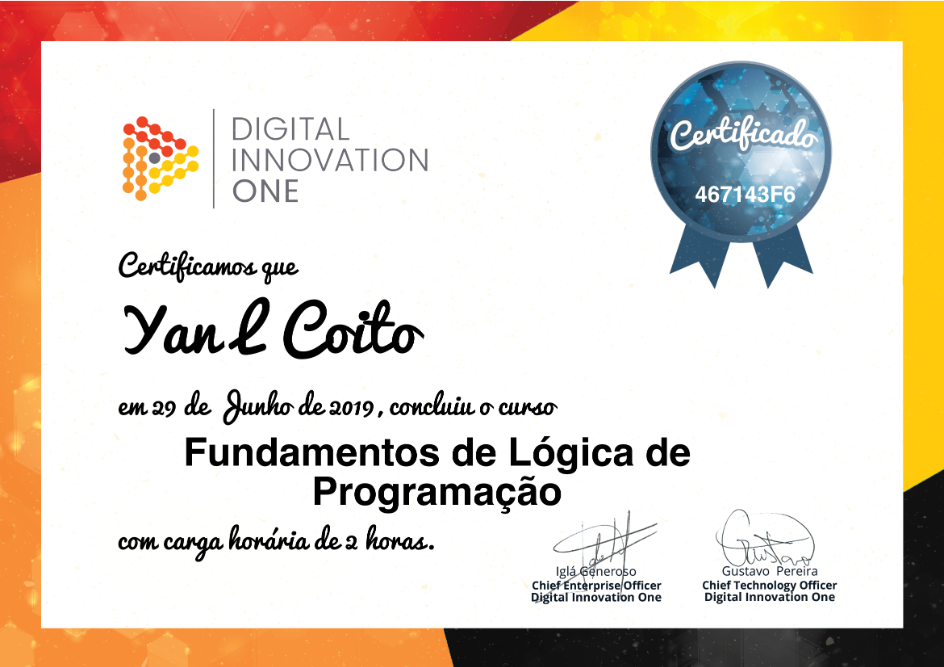 DIGITAL
INNOVATION
ONE
Certificado
467143F6
Certificamos que
Yan L Coito
em 29 de Junho de 2019, concluiu o curso
Fundamentos de Lógica de
Programação
com carga horária de 2 horas.
Iglá Generoso
Chief Enterprise Officer
Digital Innovation One
Gustavo
Gustavo Pereira
Chief Technology Officer
Digital Innovation One